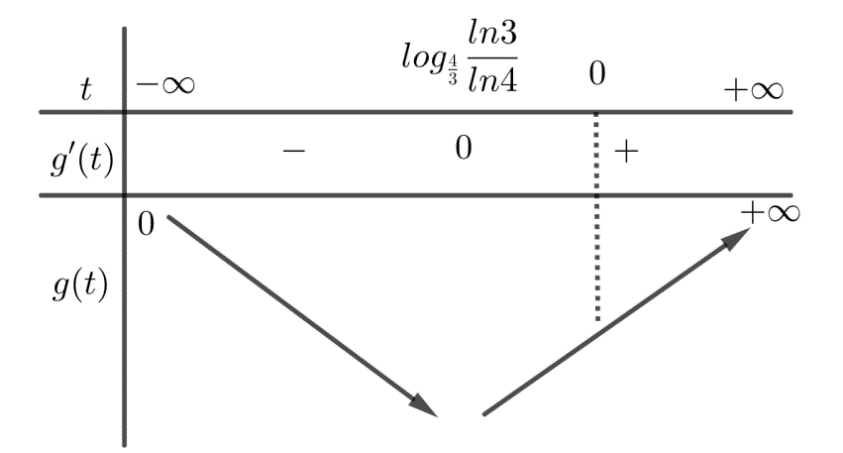 t −∞ log_{4/3} ln3/ln4 0 +∞
g′(t) − 0 +
0 +∞
g(t)